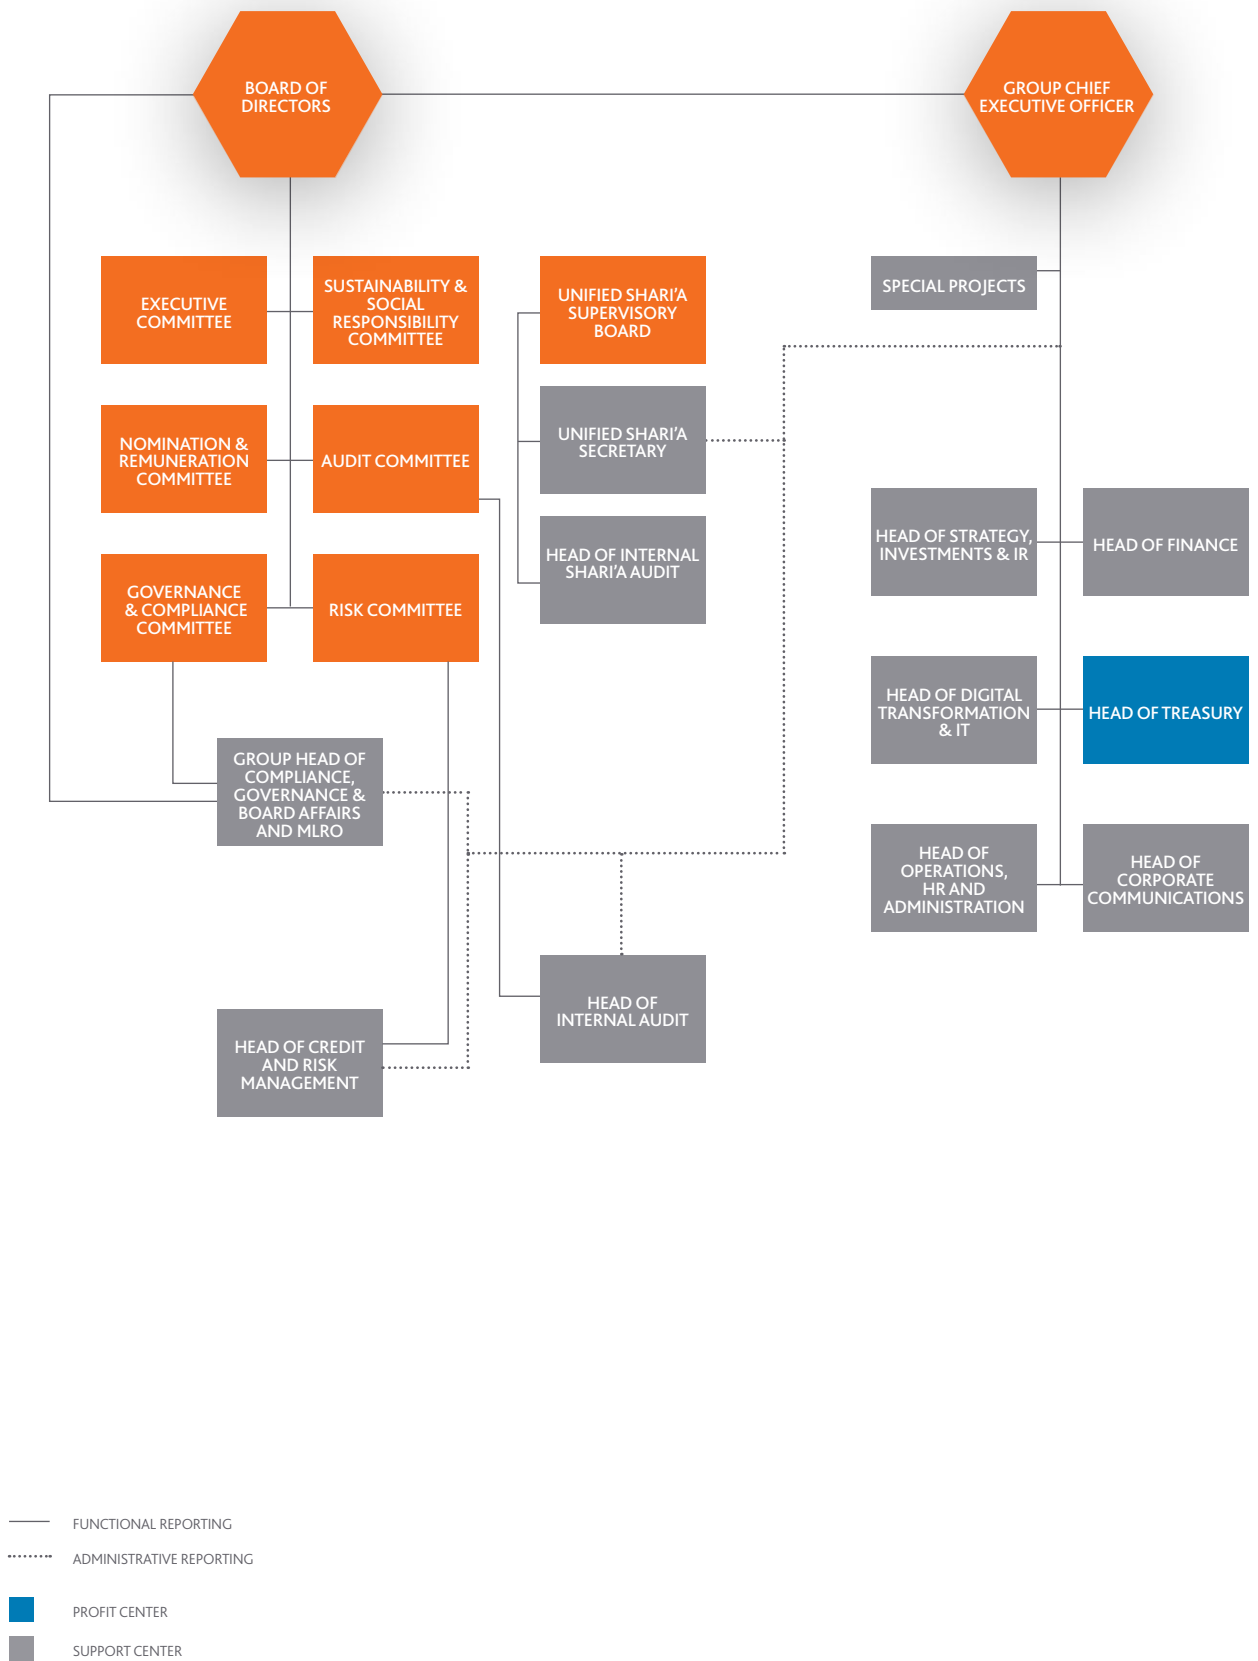 BOARD OF
DIRECTORS
GROUP CHIEF
EXECUTIVE OFFICER
EXECUTIVE
COMMITTEE
SUSTAINABILITY &
SOCIAL
RESPONSIBILITY
COMMITTEE
UNIFIED SHARI'A
SUPERVISORY
BOARD
SPECIAL PROJECTS
NOMINATION &
REMUNERATION
COMMITTEE
AUDIT COMMITTEE
UNIFIED SHARI'A
SECRETARY
HEAD OF STRATEGY,
INVESTMENTS & IR
HEAD OF FINANCE
GOVERNANCE
& COMPLIANCE
COMMITTEE
RISK COMMITTEE
HEAD OF INTERNAL
SHARI'A AUDIT
HEAD OF DIGITAL
TRANSFORMATION
& IT
HEAD OF TREASURY
GROUP HEAD OF
COMPLIANCE,
GOVERNANCE &
BOARD AFFAIRS
AND MLRO
HEAD OF
OPERATIONS,
HR AND
ADMINISTRATION
HEAD OF
CORPORATE
COMMUNICATIONS
HEAD OF
INTERNAL AUDIT
HEAD OF CREDIT
AND RISK
MANAGEMENT
FUNCTIONAL REPORTING
ADMINISTRATIVE REPORTING
PROFIT CENTER
SUPPORT CENTER